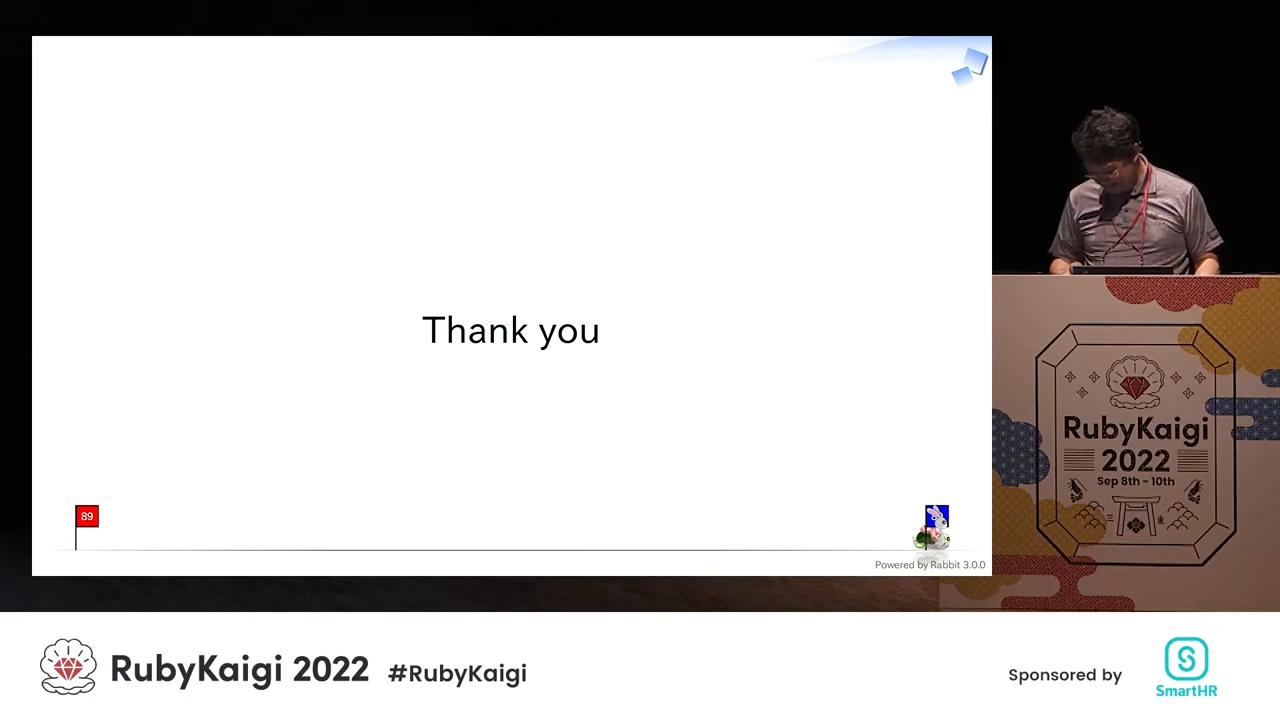 Thank you
89
Powered by Rabbit 3.0.0
RubyKaigi
2022
Sep 8th - 10th
RubyKaigi 2022 #RubyKaigi
Sponsored by
SmartHR